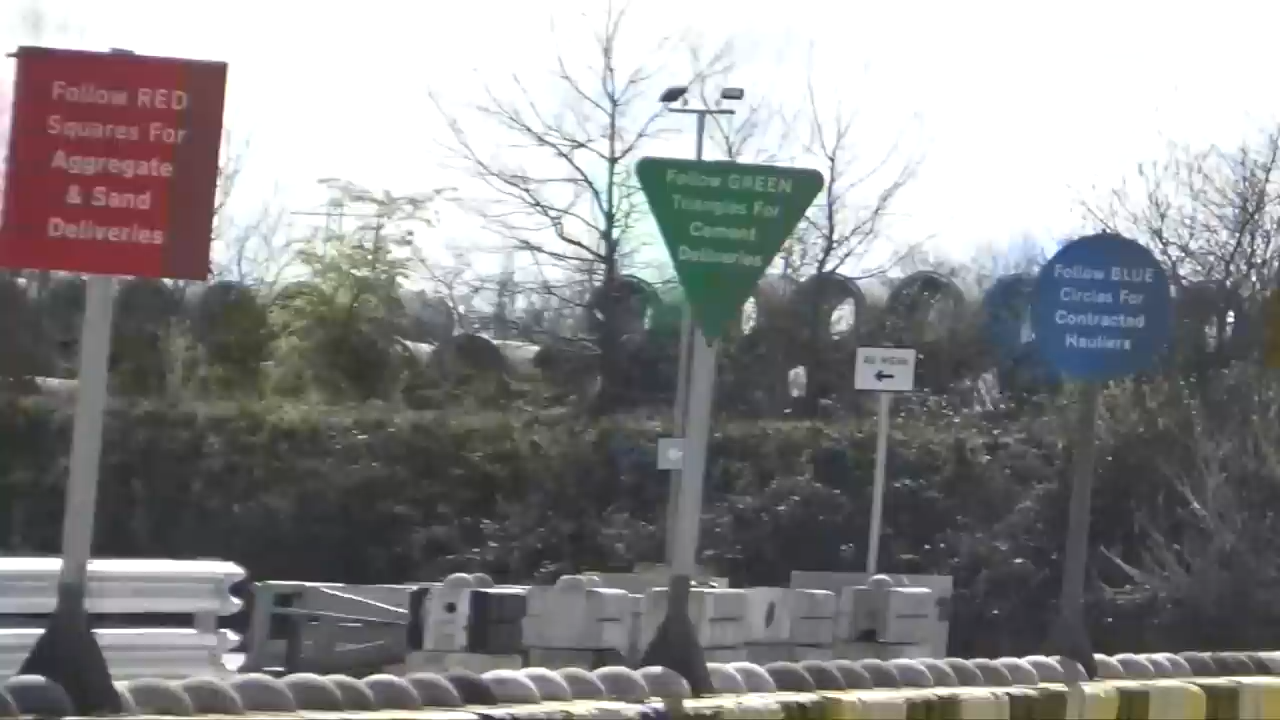 Follow RED
Squares For
Aggregate
& Sand
Deliveries
Follow GREEN
Triangles For
Cement
Deliveries
Follow BLUE
Circles For
Contracted
Hauliers